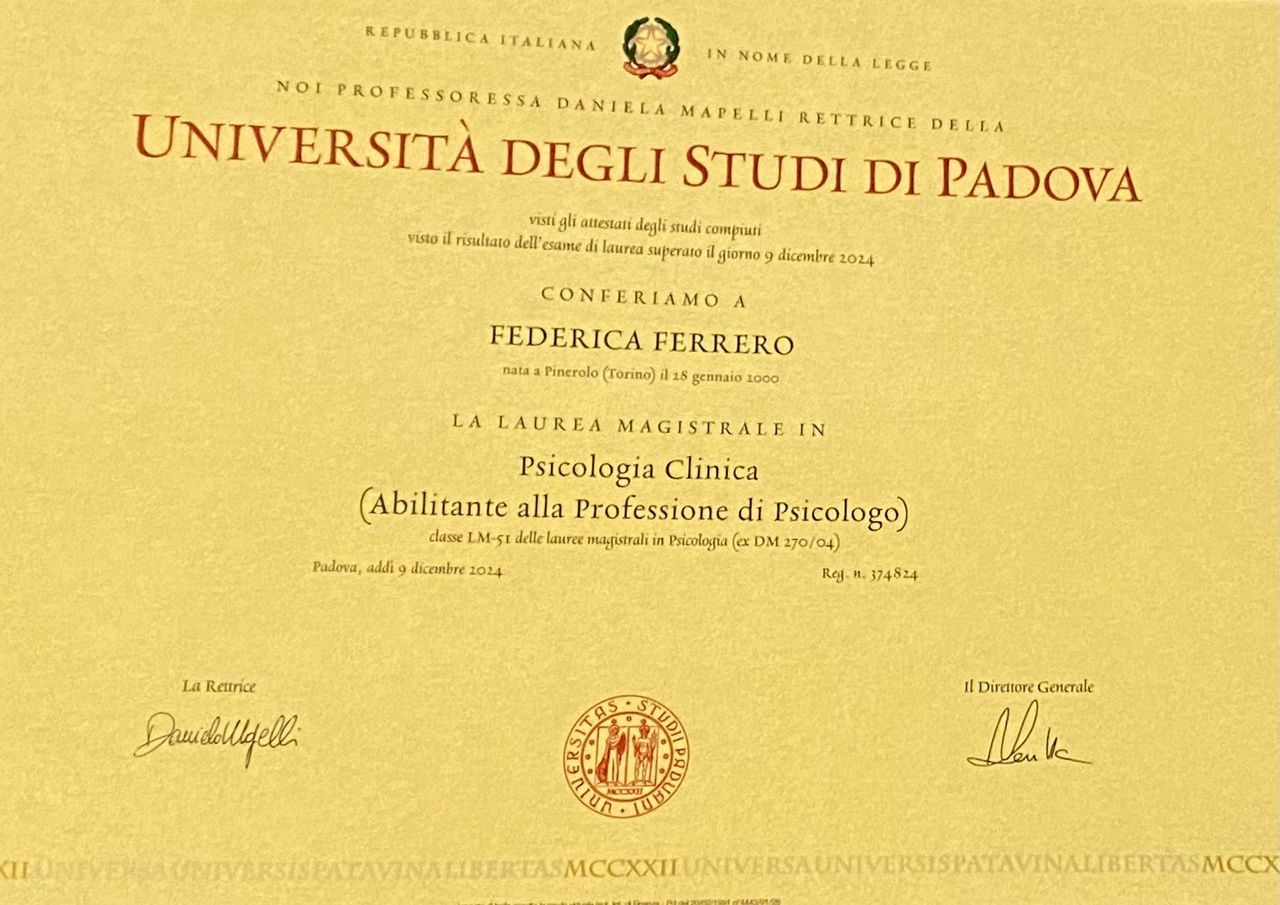 REPUBBLICA ITALIANA IN NOME DELLA LEGGE
NOI PROFESSORESSA DANIELA MAPELLI RETTRICE DELLA
UNIVERSITÀ DEGLI STUDI DI PADOVA
visti gli attestati degli studi compiuti
visto il risultato dell'esame di laurea superato il giorno 9 dicembre 2024
CONFERIAMO A
FEDERICA FERRERO
nata a Pinerolo (Torino) il 28 gennaio 2000
LA LAUREA MAGISTRALE IN
Psicologia Clinica
(Abilitante alla Professione di Psicologo)
classe LM-51 delle lauree magistrali in Psicologia (ex DM 270/04)
Padova, addì 9 dicembre 2024 Reg. n. 374824
La Rettrice Il Direttore Generale
UNIVERSITAS · STUDII PADUANI ·
MCCXXII
XII UNIVERSAUNIVERSISPATAVINALIBERTASMCCXXIIUNIVERSAUNIVERSISPATAVINALIBERTASMCCX